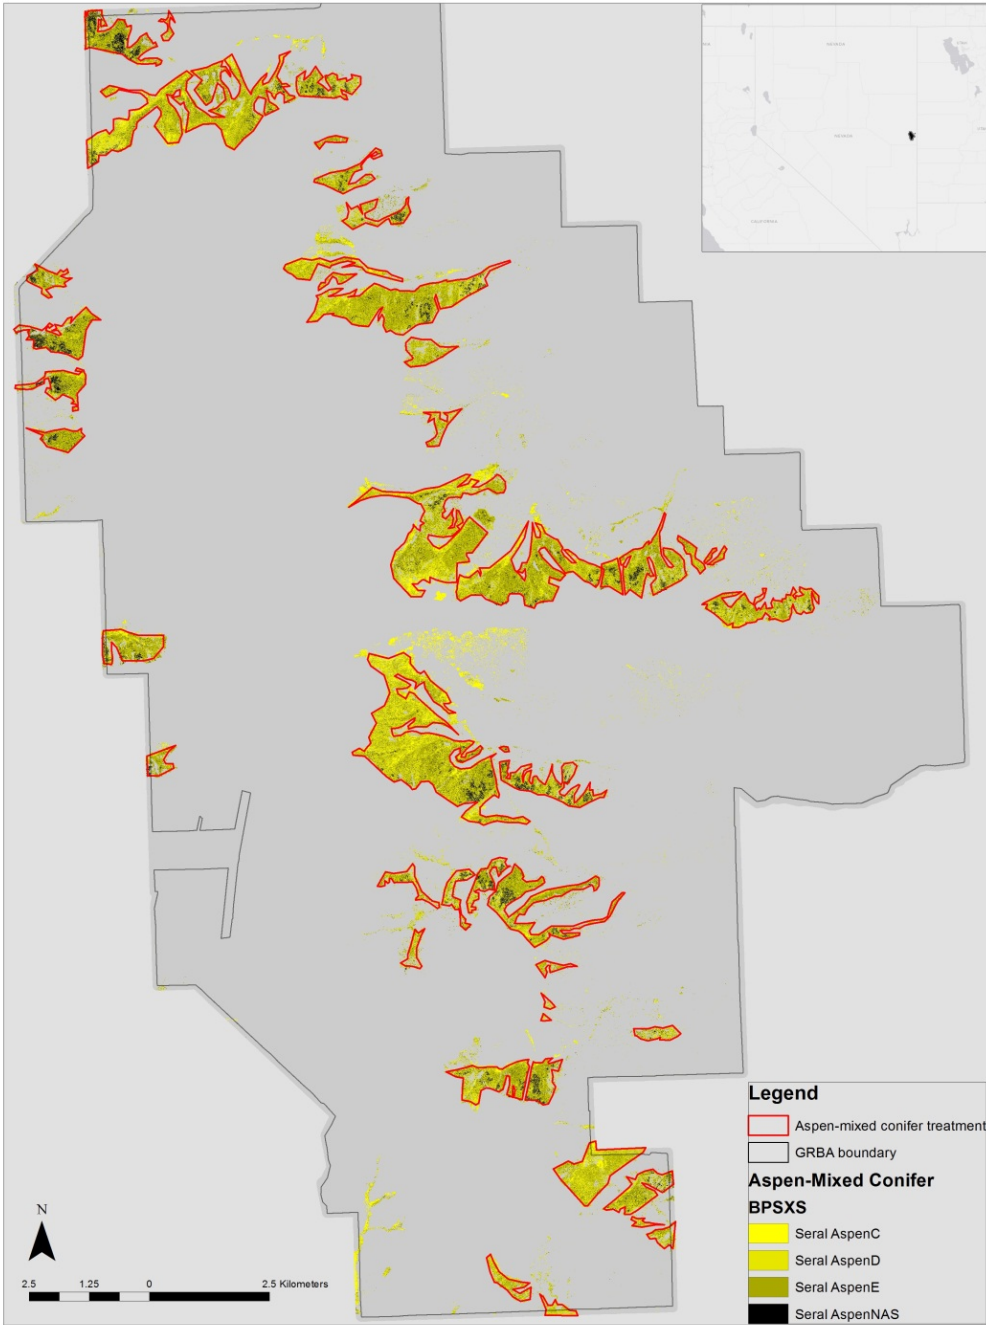 NEVADA
UTAH
NEVADA
CALIFORNIA
Legend
Aspen-mixed conifer treatment
GRBA boundary
Aspen-Mixed Conifer
BPSXS
Seral AspenC
Seral AspenD
Seral AspenE
Seral AspenNAS
N
2.5 1.25 0 2.5 Kilometers